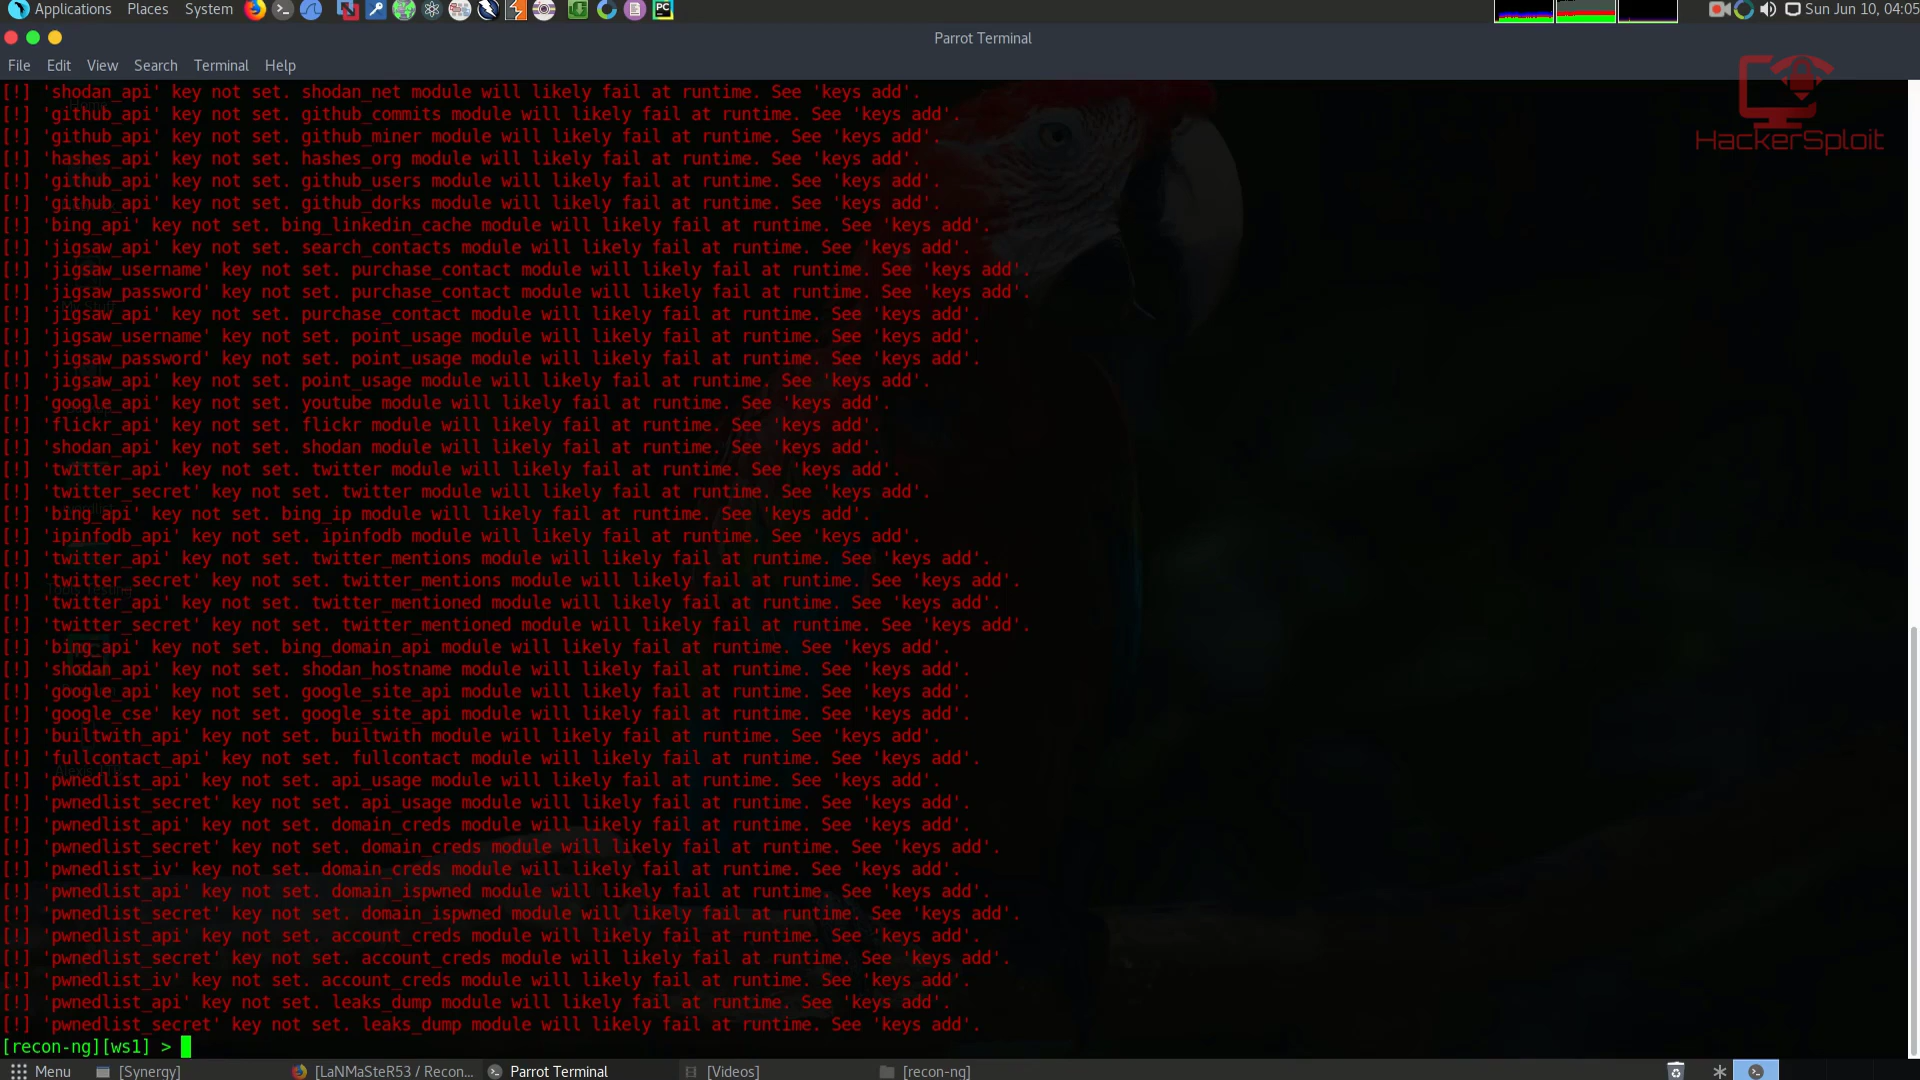 Applications Places System Sun Jun 10, 04:05
Parrot Terminal
File Edit View Search Terminal Help
HackerSploit
[!] 'shodan_api' key not set. shodan_net module will likely fail at runtime. See 'keys add'.
[!] 'github_api' key not set. github_commits module will likely fail at runtime. See 'keys add'.
[!] 'github_api' key not set. github_miner module will likely fail at runtime. See 'keys add'.
[!] 'hashes_api' key not set. hashes_org module will likely fail at runtime. See 'keys add'.
[!] 'github_api' key not set. github_users module will likely fail at runtime. See 'keys add'.
[!] 'github_api' key not set. github_dorks module will likely fail at runtime. See 'keys add'.
[!] 'bing_api' key not set. bing_linkedin_cache module will likely fail at runtime. See 'keys add'.
[!] 'jigsaw_api' key not set. search_contacts module will likely fail at runtime. See 'keys add'.
[!] 'jigsaw_username' key not set. purchase_contact module will likely fail at runtime. See 'keys add'.
[!] 'jigsaw_password' key not set. purchase_contact module will likely fail at runtime. See 'keys add'.
[!] 'jigsaw_api' key not set. purchase_contact module will likely fail at runtime. See 'keys add'.
[!] 'jigsaw_username' key not set. point_usage module will likely fail at runtime. See 'keys add'.
[!] 'jigsaw_password' key not set. point_usage module will likely fail at runtime. See 'keys add'.
[!] 'jigsaw_api' key not set. point_usage module will likely fail at runtime. See 'keys add'.
[!] 'google_api' key not set. youtube module will likely fail at runtime. See 'keys add'.
[!] 'flickr_api' key not set. flickr module will likely fail at runtime. See 'keys add'.
[!] 'shodan_api' key not set. shodan module will likely fail at runtime. See 'keys add'.
[!] 'twitter_api' key not set. twitter module will likely fail at runtime. See 'keys add'.
[!] 'twitter_secret' key not set. twitter module will likely fail at runtime. See 'keys add'.
[!] 'bing_api' key not set. bing_ip module will likely fail at runtime. See 'keys add'.
[!] 'ipinfodb_api' key not set. ipinfodb module will likely fail at runtime. See 'keys add'.
[!] 'twitter_api' key not set. twitter_mentions module will likely fail at runtime. See 'keys add'.
[!] 'twitter_secret' key not set. twitter_mentions module will likely fail at runtime. See 'keys add'.
[!] 'twitter_api' key not set. twitter_mentioned module will likely fail at runtime. See 'keys add'.
[!] 'twitter_secret' key not set. twitter_mentioned module will likely fail at runtime. See 'keys add'.
[!] 'bing_api' key not set. bing_domain_api module will likely fail at runtime. See 'keys add'.
[!] 'shodan_api' key not set. shodan_hostname module will likely fail at runtime. See 'keys add'.
[!] 'google_api' key not set. google_site_api module will likely fail at runtime. See 'keys add'.
[!] 'google_cse' key not set. google_site_api module will likely fail at runtime. See 'keys add'.
[!] 'builtwith_api' key not set. builtwith module will likely fail at runtime. See 'keys add'.
[!] 'fullcontact_api' key not set. fullcontact module will likely fail at runtime. See 'keys add'.
[!] 'pwnedlist_api' key not set. api_usage module will likely fail at runtime. See 'keys add'.
[!] 'pwnedlist_secret' key not set. api_usage module will likely fail at runtime. See 'keys add'.
[!] 'pwnedlist_api' key not set. domain_creds module will likely fail at runtime. See 'keys add'.
[!] 'pwnedlist_secret' key not set. domain_creds module will likely fail at runtime. See 'keys add'.
[!] 'pwnedlist_iv' key not set. domain_creds module will likely fail at runtime. See 'keys add'.
[!] 'pwnedlist_api' key not set. domain_ispwned module will likely fail at runtime. See 'keys add'.
[!] 'pwnedlist_secret' key not set. domain_ispwned module will likely fail at runtime. See 'keys add'.
[!] 'pwnedlist_api' key not set. account_creds module will likely fail at runtime. See 'keys add'.
[!] 'pwnedlist_secret' key not set. account_creds module will likely fail at runtime. See 'keys add'.
[!] 'pwnedlist_iv' key not set. account_creds module will likely fail at runtime. See 'keys add'.
[!] 'pwnedlist_api' key not set. leaks_dump module will likely fail at runtime. See 'keys add'.
[!] 'pwnedlist_secret' key not set. leaks_dump module will likely fail at runtime. See 'keys add'.
[recon-ng][ws1] >
Menu [Synergy] [LaNMaSteR53 / Recon... Parrot Terminal [Videos] [recon-ng]